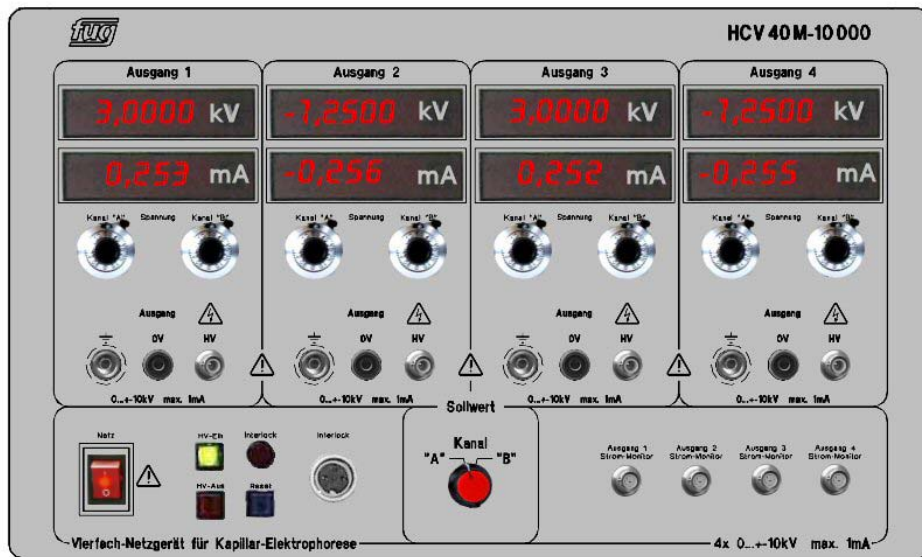 fug
HCV 40 M-10 000
Ausgang 1
3,0000 kV
0,253 mA
Kanal "A" Spannung Kanal "B"
Ausgang
0V HV
0...+-10kV max. 1mA
Ausgang 2
-1,2500 kV
-0,256 mA
Kanal "A" Spannung Kanal "B"
Ausgang
0V HV
0...+-10kV max. 1mA
Ausgang 3
3,0000 kV
0,252 mA
Kanal "A" Spannung Kanal "B"
Ausgang
0V HV
0...+-10kV max. 1mA
Ausgang 4
-1,2500 kV
-0,255 mA
Kanal "A" Spannung Kanal "B"
Ausgang
0V HV
0...+-10kV max. 1mA
Netz
HV-Ein Interlock Interlock
HV-Aus Reset
Sollwert
Kanal
"A" "B"
Ausgang 1 Ausgang 2 Ausgang 3 Ausgang 4
Strom-Monitor Strom-Monitor Strom-Monitor Strom-Monitor
Vierfach-Netzgerät für Kapillar-Elektrophorese
4x 0...+-10kV max. 1mA